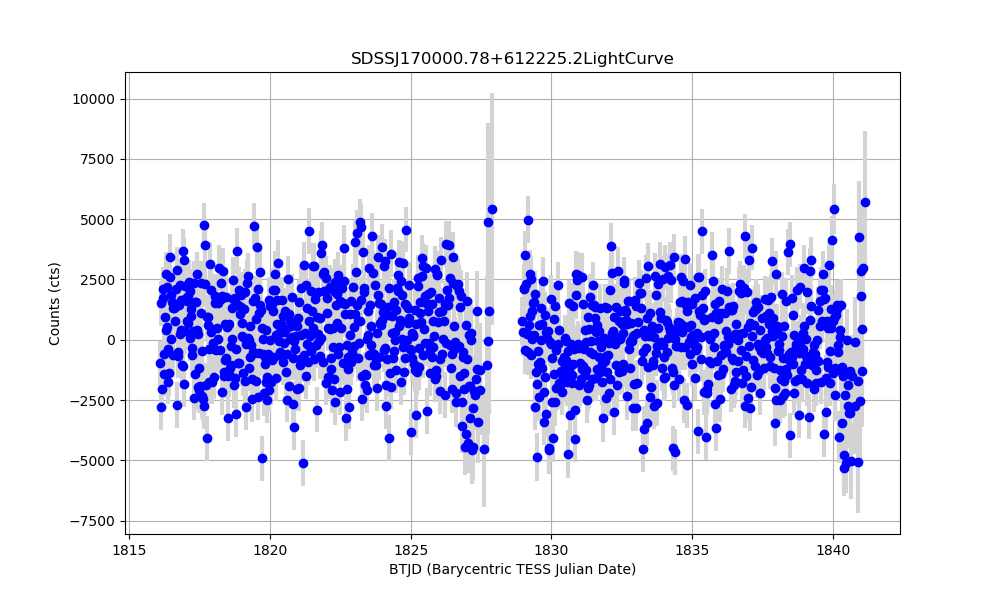 SDSSJ170000.78+612225.2LightCurve
Counts (cts)
10000
7500
5000
2500
0
−2500
−5000
−7500
1815 1820 1825 1830 1835 1840
BTJD (Barycentric TESS Julian Date)